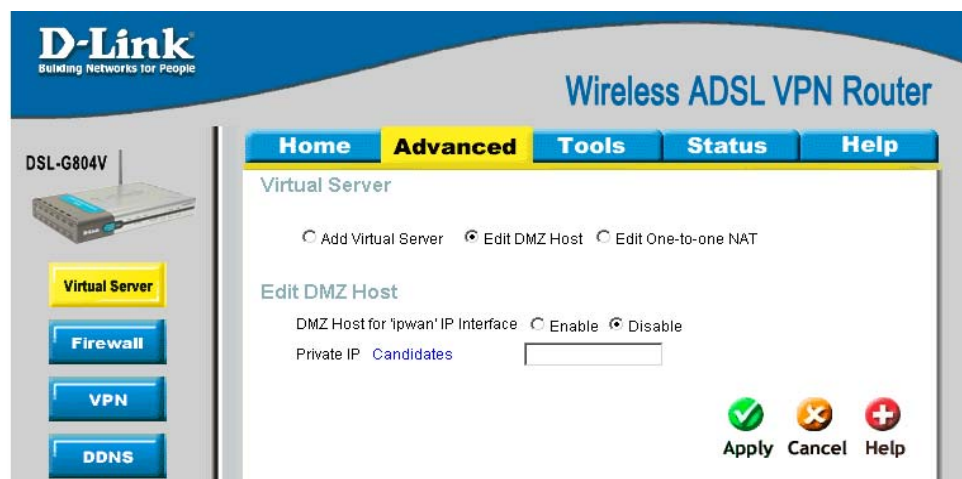 D-Link
Building Networks for People
Wireless ADSL VPN Router
DSL-G804V
Home Advanced Tools Status Help
Virtual Server
Add Virtual Server Edit DMZ Host Edit One-to-one NAT
Edit DMZ Host
DMZ Host for 'ipwan' IP Interface Enable Disable
Private IP Candidates
Apply Cancel Help
Virtual Server
Firewall
VPN
DDNS